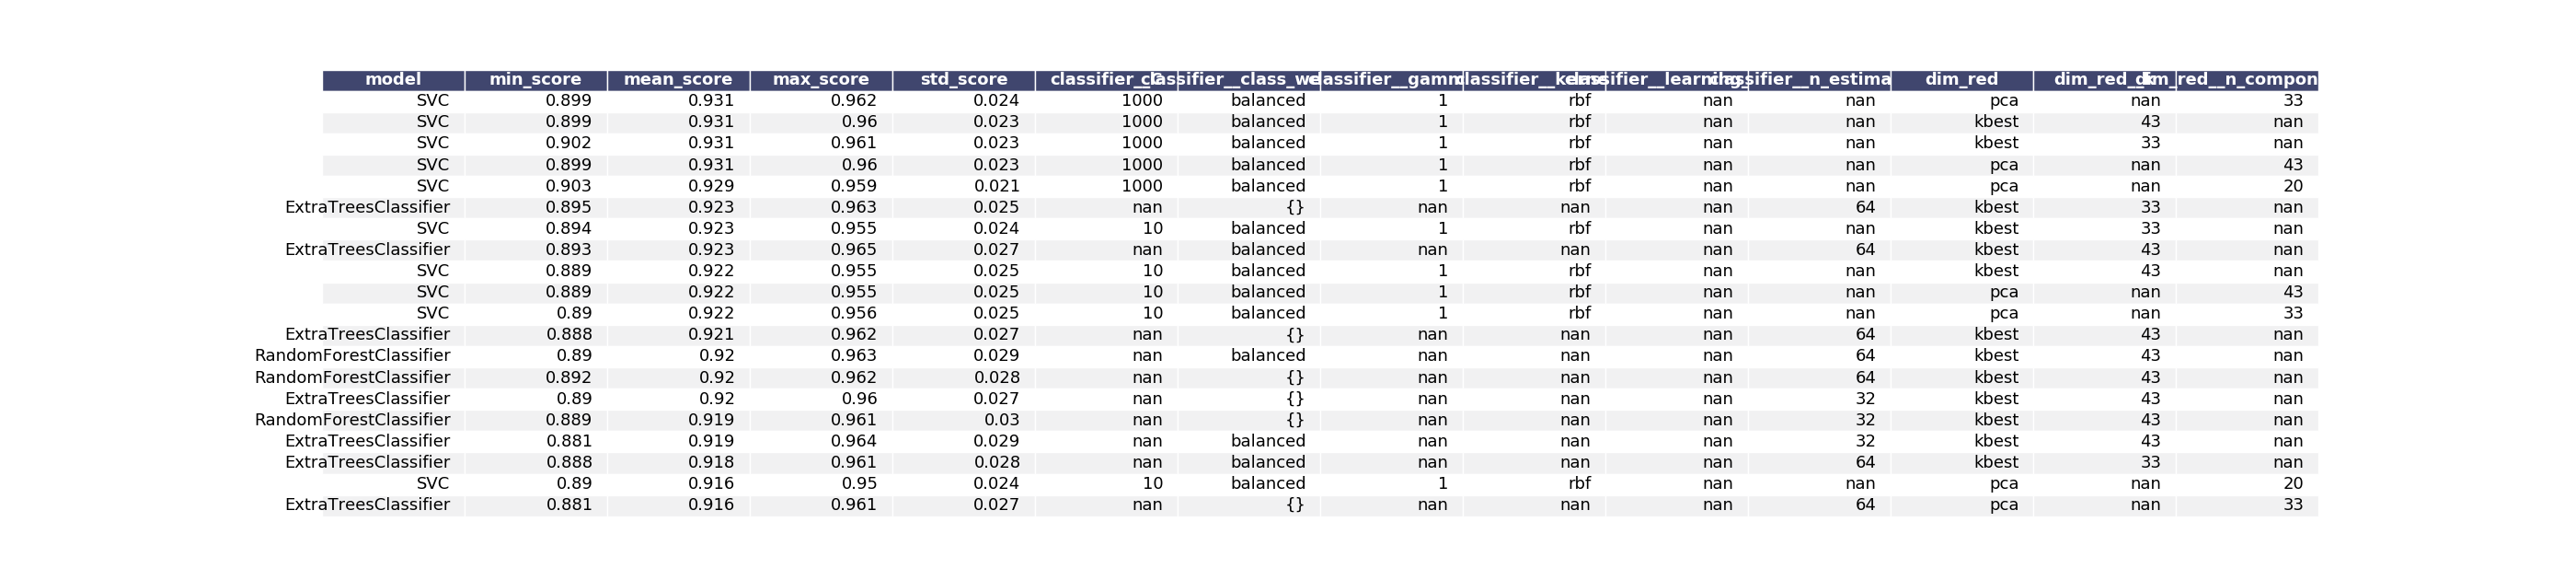 model min_score mean_score max_score std_score dim_red
SVC 0.899 0.931 0.962 0.024 1000 balanced 1 rbf nan nan pca nan 33
SVC 0.899 0.931 0.96 0.023 1000 balanced 1 rbf nan nan kbest 43 nan
SVC 0.902 0.931 0.961 0.023 1000 balanced 1 rbf nan nan kbest 33 nan
SVC 0.899 0.931 0.96 0.023 1000 balanced 1 rbf nan nan pca nan 43
SVC 0.903 0.929 0.959 0.021 1000 balanced 1 rbf nan nan pca nan 20
ExtraTreesClassifier 0.895 0.923 0.963 0.025 nan {} nan nan nan 64 kbest 33 nan
SVC 0.894 0.923 0.955 0.024 10 balanced 1 rbf nan nan kbest 33 nan
ExtraTreesClassifier 0.893 0.923 0.965 0.027 nan balanced nan nan nan 64 kbest 43 nan
SVC 0.889 0.922 0.955 0.025 10 balanced 1 rbf nan nan kbest 43 nan
SVC 0.889 0.922 0.955 0.025 10 balanced 1 rbf nan nan pca nan 43
SVC 0.89 0.922 0.956 0.025 10 balanced 1 rbf nan nan pca nan 33
ExtraTreesClassifier 0.888 0.921 0.962 0.027 nan {} nan nan nan 64 kbest 43 nan
RandomForestClassifier 0.89 0.92 0.963 0.029 nan balanced nan nan nan 64 kbest 43 nan
RandomForestClassifier 0.892 0.92 0.962 0.028 nan {} nan nan nan 64 kbest 43 nan
ExtraTreesClassifier 0.89 0.92 0.96 0.027 nan {} nan nan nan 32 kbest 43 nan
RandomForestClassifier 0.889 0.919 0.961 0.03 nan {} nan nan nan 32 kbest 43 nan
ExtraTreesClassifier 0.881 0.919 0.964 0.029 nan balanced nan nan nan 32 kbest 43 nan
ExtraTreesClassifier 0.888 0.918 0.961 0.028 nan balanced nan nan nan 64 kbest 33 nan
SVC 0.89 0.916 0.95 0.024 10 balanced 1 rbf nan nan pca nan 20
ExtraTreesClassifier 0.881 0.916 0.961 0.027 nan {} nan nan nan 64 pca nan 33